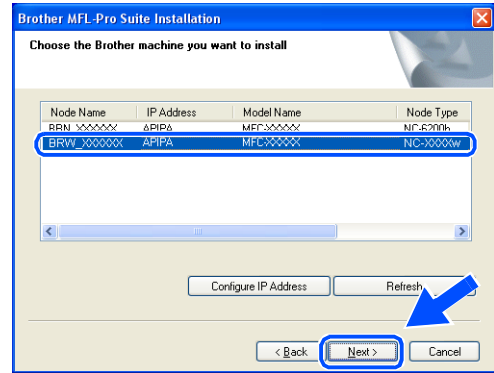 Brother MFL-Pro Suite Installation
Choose the Brother machine you want to install
Node Name IP Address Model Name Node Type
BRN_XXXXXX APIPA MFC-XXXXX NC-6200h
BRW_XXXXXX APIPA MFC-XXXXX NC-XXXXw
Configure IP Address Refresh
< Back Next > Cancel